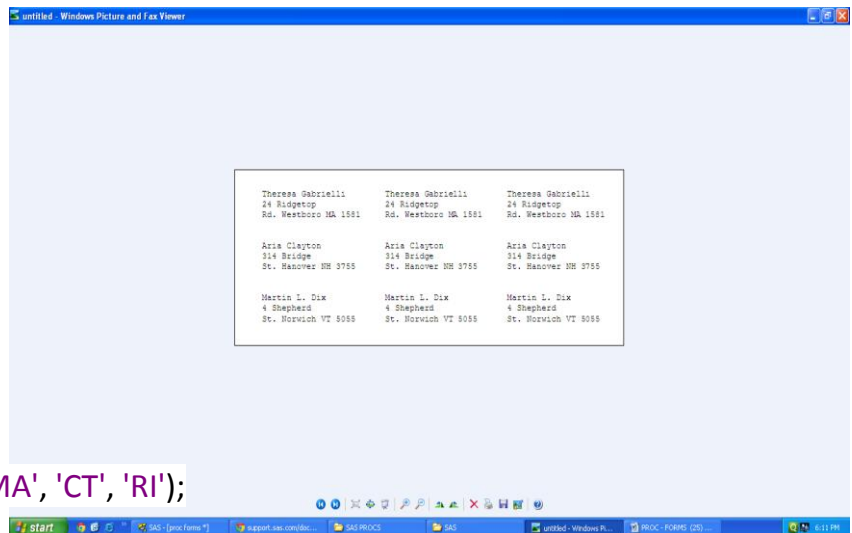 untitled - Windows Picture and Fax Viewer
Theresa Gabrielli Theresa Gabrielli Theresa Gabrielli
24 Ridgetop 24 Ridgetop 24 Ridgetop
Rd. Westboro MA 1581 Rd. Westboro MA 1581 Rd. Westboro MA 1581
Aria Clayton Aria Clayton Aria Clayton
314 Bridge 314 Bridge 314 Bridge
St. Hanover NH 3755 St. Hanover NH 3755 St. Hanover NH 3755
Martin L. Dix Martin L. Dix Martin L. Dix
4 Shepherd 4 Shepherd 4 Shepherd
St. Norwich VT 5055 St. Norwich VT 5055 St. Norwich VT 5055
MA', 'CT', 'RI');
start SAS - [proc forms *] support.sas.com/doc... SAS PROCS SAS untitled - Windows Pi... PROC - FORMS (25) ... 6:11 PM